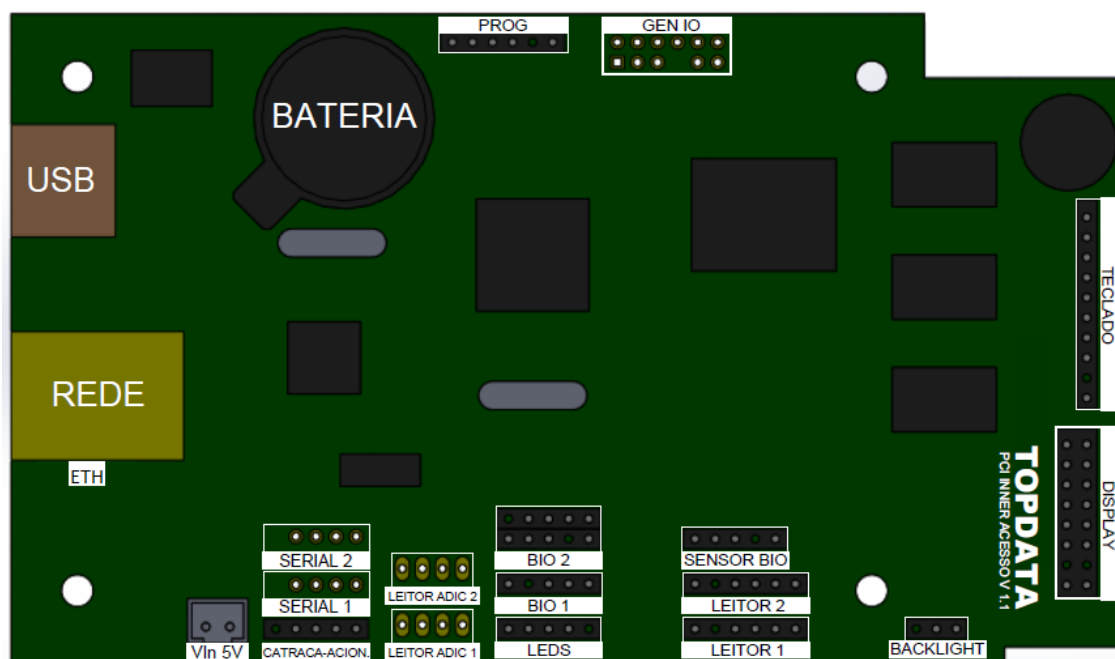 PROG
GEN IO
BATERIA
USB
TECLADO
REDE
ETH
TOPDATA
PCI INNER ACESSO V 1.1
DISPLAY
SERIAL 2
BIO 2
SENSOR BIO
LEITOR ADIC 2
SERIAL 1
BIO 1
LEITOR 2
VIn 5V
CATRACA-ACION.
LEITOR ADIC 1
LEDS
LEITOR 1
BACKLIGHT